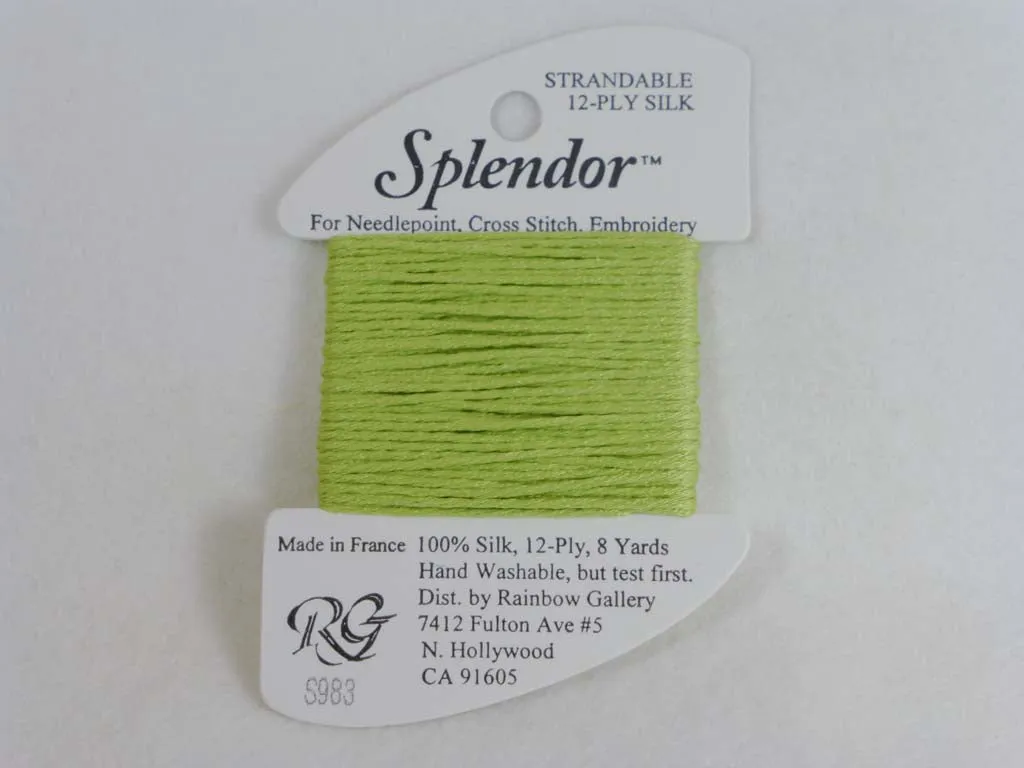 STRANDABLE
12-PLY SILK
Splendor™
For Needlepoint, Cross Stitch, Embroidery
Made in France 100% Silk, 12-Ply, 8 Yards
Hand Washable, but test first.
Dist. by Rainbow Gallery
7412 Fulton Ave #5
N. Hollywood
CA 91605
RG
S983